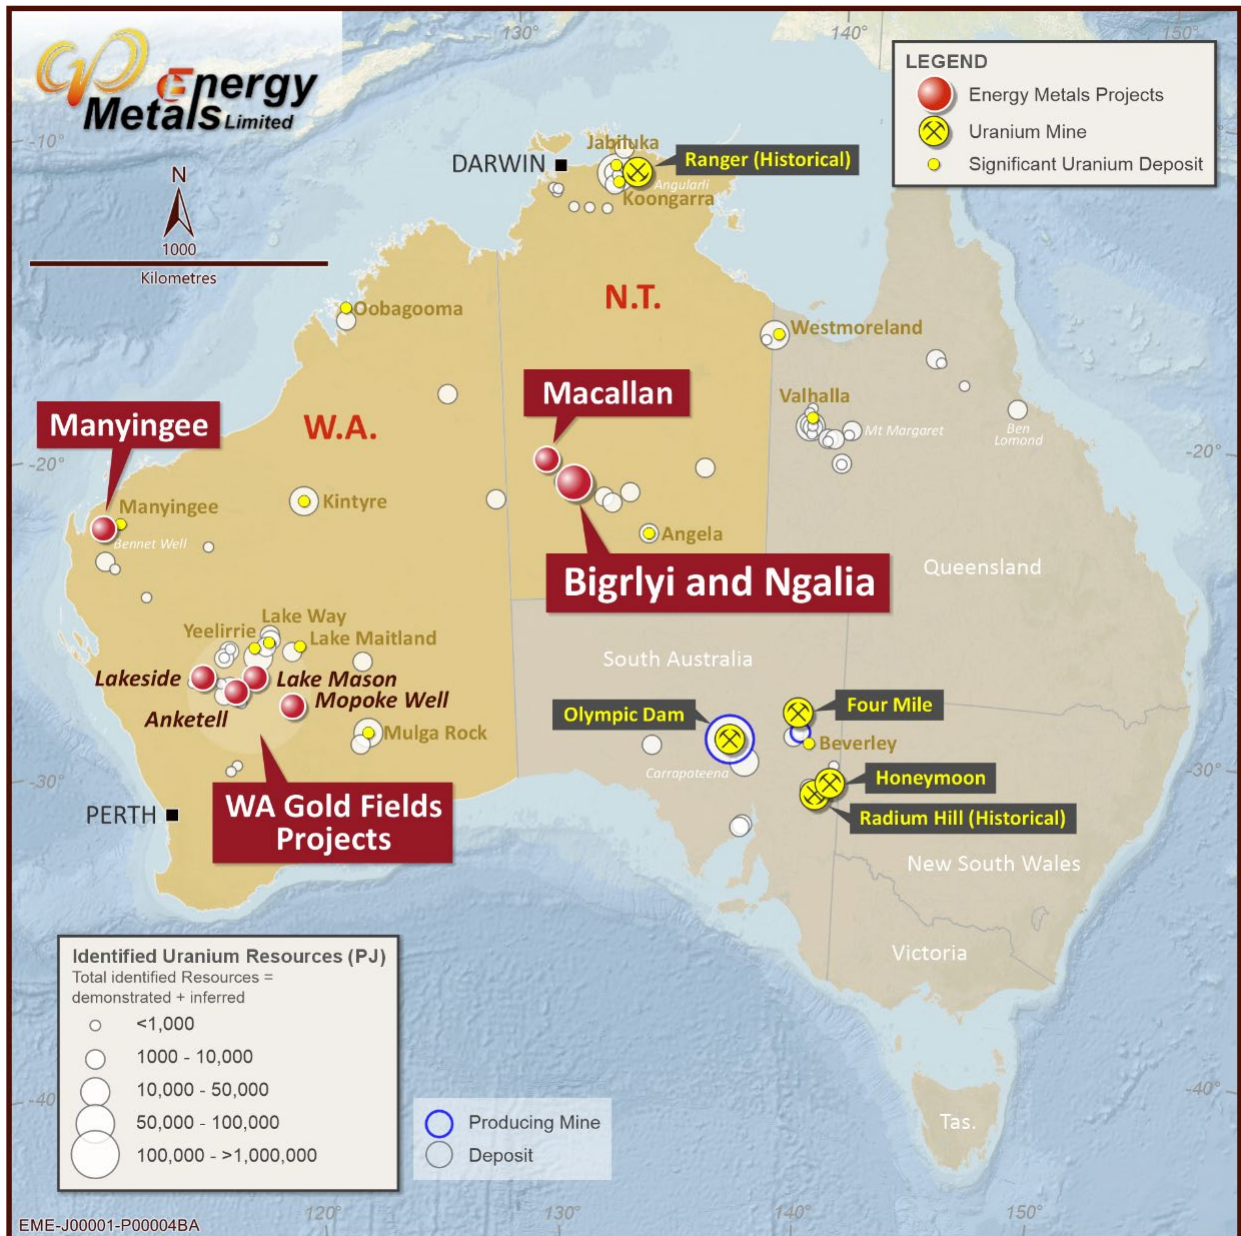 130°
140°
150°
Energy
Metals Limited
LEGEND
Energy Metals Projects
Uranium Mine
Significant Uranium Deposit
-10°
-10°
N
1000
Kilometres
DARWIN
Jabiluka
Ranger (Historical)
Angularli
Koongarra
Oobagooma
N.T.
Westmoreland
Macallan
Valhalla
Manyingee
W.A.
Mt Margaret
Ben
Lomond
-20°
-20°
Manyingee
Kintyre
Bennet Well
Angela
Bigrlyi and Ngalia
Queensland
Lake Way
Yeelirrie
Lake Maitland
South Australia
Lakeside
Lake Mason
Mopoke Well
Anketell
Olympic Dam
Four Mile
Mulga Rock
Beverley
Carrapateena
-30°
-30°
Honeymoon
WA Gold Fields
Projects
PERTH
Radium Hill (Historical)
New South Wales
Victoria
Identified Uranium Resources (PJ)
Total identified Resources =
demonstrated + inferred
<1,000
1000 - 10,000
10,000 - 50,000
50,000 - 100,000
100,000 - >1,000,000
-40°
-40°
Producing Mine
Deposit
Tas.
EME-J00001-P00004BA
120°
130°
140°
150°